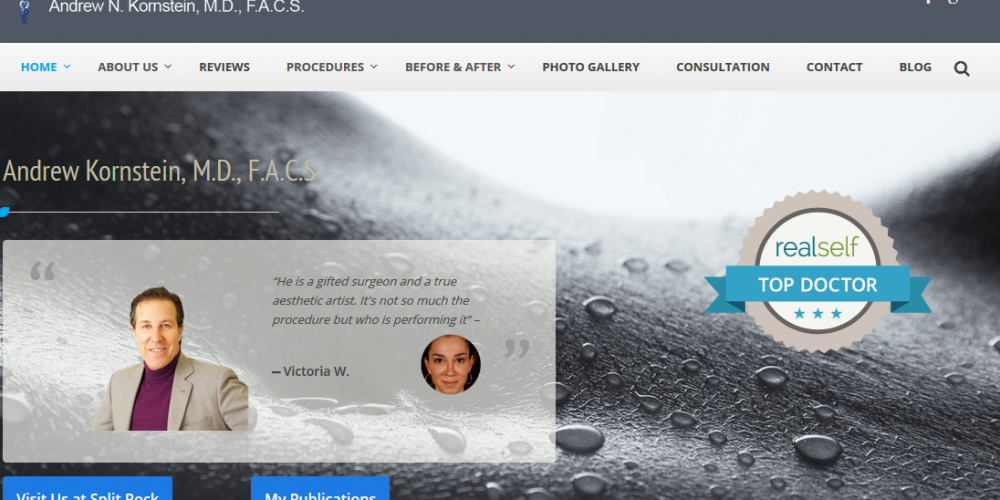 Andrew N. Kornstein, M.D., F.A.C.S.
HOME ABOUT US REVIEWS PROCEDURES BEFORE & AFTER PHOTO GALLERY CONSULTATION CONTACT BLOG
Andrew Kornstein, M.D., F.A.C.S
“He is a gifted surgeon and a true
aesthetic artist. It's not so much the
procedure but who is performing it” –
– Victoria W.
realself
TOP DOCTOR
Visit Us at Split Rock
My Publications